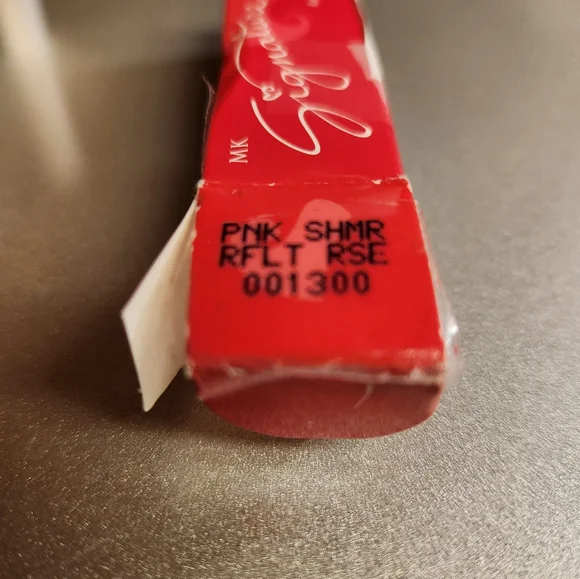 Signature
MK
PNK SHMR
RFLT RSE
001300